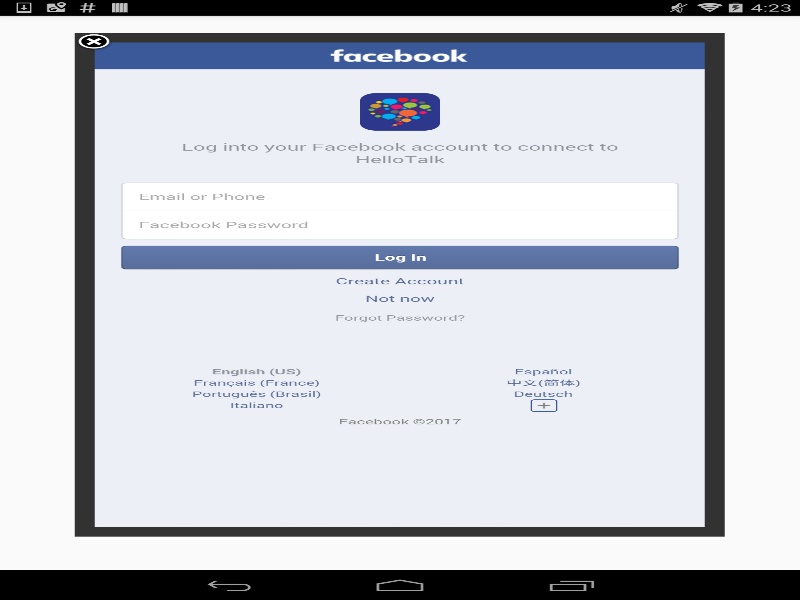 4:23
facebook
Log into your Facebook account to connect to
HelloTalk
Email or Phone
Facebook Password
Log In
Create Account
Not now
Forgot Password?
English (US)
Español
Français (France)
中文(简体)
Português (Brasil)
Deutsch
Italiano
+
Facebook ©2017